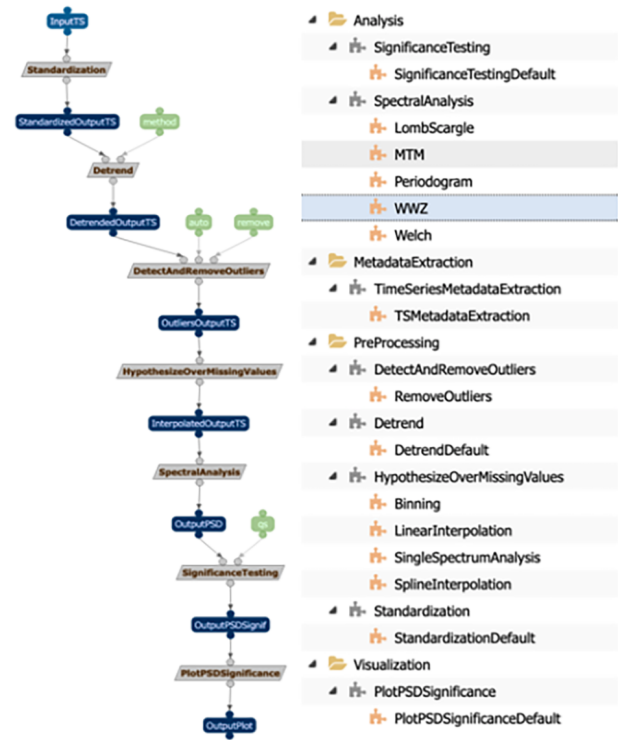 InputTS
Standardization
StandardizedOutputTS
method
Detrend
DetrendedOutputTS
auto
remove
DetectAndRemoveOutliers
OutliersOutputTS
HypothesizeOverMissingValues
InterpolatedOutputTS
SpectralAnalysis
OutputPSD
qs
SignificanceTesting
OutputPSDSignif
PlotPSDSignificance
OutputPlot
Analysis
SignificanceTesting
SignificanceTestingDefault
SpectralAnalysis
LombScargle
MTM
Periodogram
WWZ
Welch
MetadataExtraction
TimeSeriesMetadataExtraction
TSMetadataExtraction
PreProcessing
DetectAndRemoveOutliers
RemoveOutliers
Detrend
DetrendDefault
HypothesizeOverMissingValues
Binning
LinearInterpolation
SingleSpectrumAnalysis
SplineInterpolation
Standardization
StandardizationDefault
Visualization
PlotPSDSignificance
PlotPSDSignificanceDefault